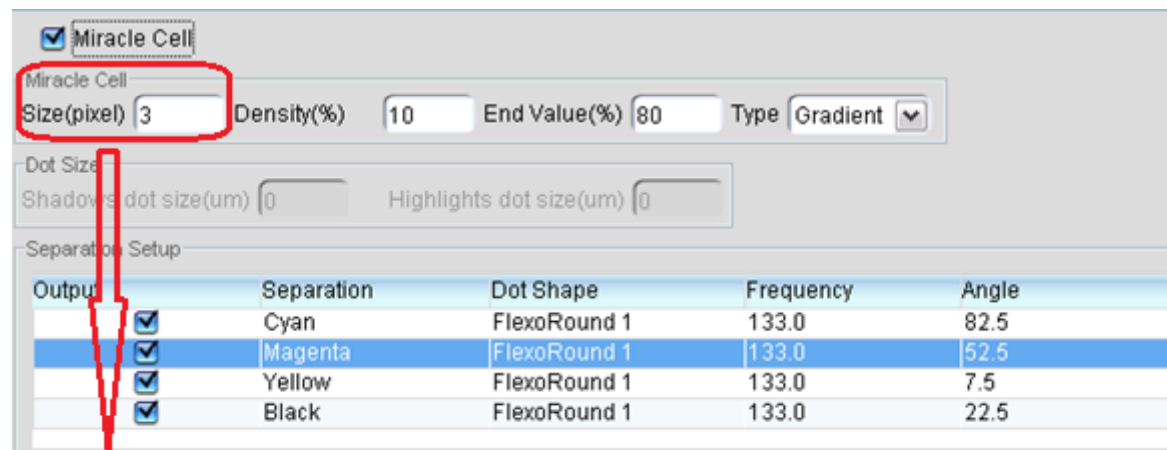 Miracle Cell
Miracle Cell
Size(pixel) 3 Density(%) 10 End Value(%) 80 Type Gradient
Dot Size
Shadows dot size(um) 0 Highlights dot size(um) 0
Separation Setup
Output Separation Dot Shape Frequency Angle
Cyan FlexoRound 1 133.0 82.5
Magenta FlexoRound 1 133.0 52.5
Yellow FlexoRound 1 133.0 7.5
Black FlexoRound 1 133.0 22.5